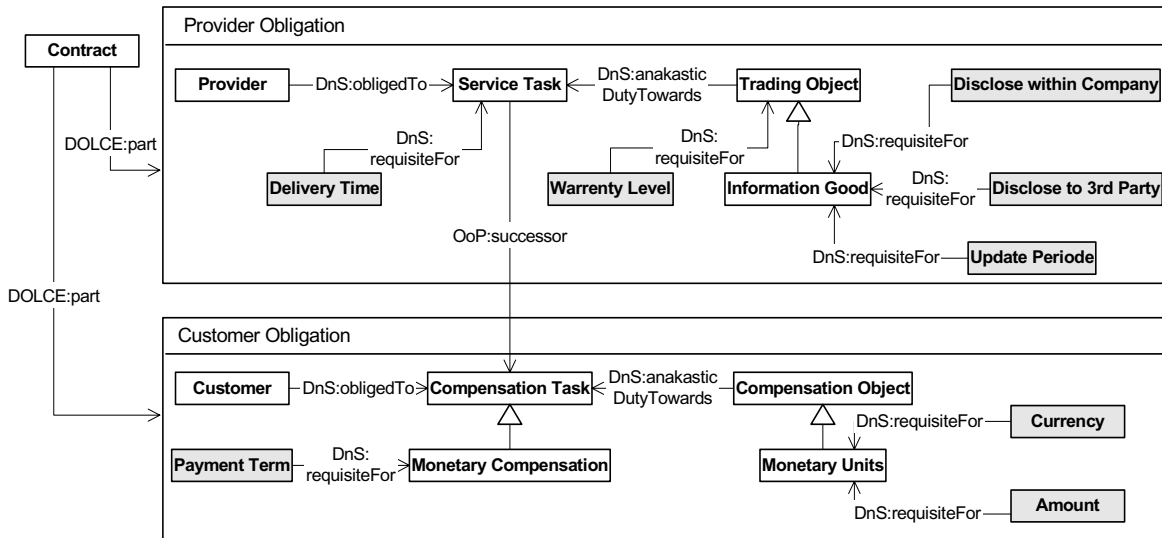 Provider Obligation
Contract
Provider
DnS:obligedTo
Service Task
DnS:anakastic
DutyTowards
Trading Object
Disclose within Company
DOLCE:part
DnS:
requisiteFor
DnS:
requisiteFor
DnS:requisiteFor
Delivery Time
Warrenty Level
Information Good
DnS:
requisiteFor
Disclose to 3rd Party
OoP:successor
DnS:requisiteFor
Update Periode
DOLCE:part
Customer Obligation
Customer
DnS:obligedTo
Compensation Task
DnS:anakastic
DutyTowards
Compensation Object
DnS:requisiteFor
Currency
Payment Term
DnS:
requisiteFor
Monetary Compensation
Monetary Units
DnS:requisiteFor
Amount